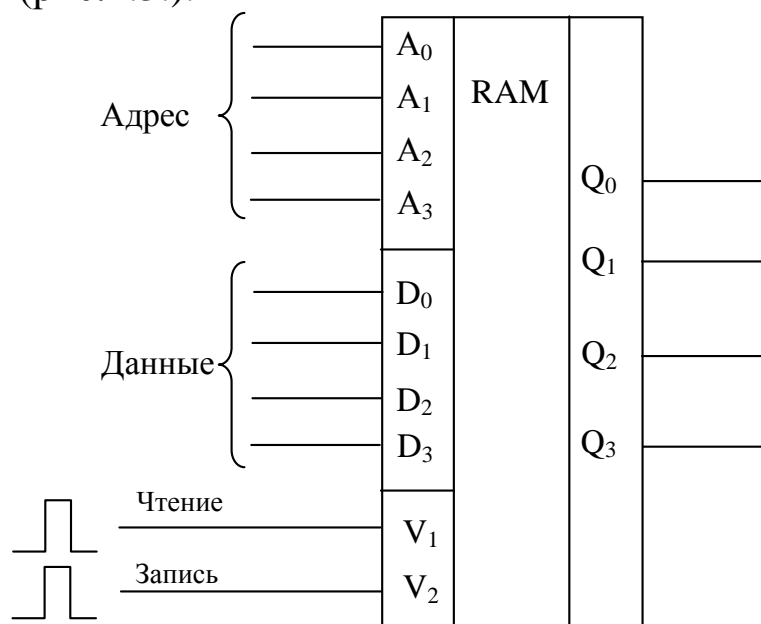 A₀
A₁
RAM
Адрес
A₂
A₃
Q₀
Q₁
D₀
D₁
Данные
Q₂
D₂
D₃
Q₃
Чтение
V₁
Запись
V₂